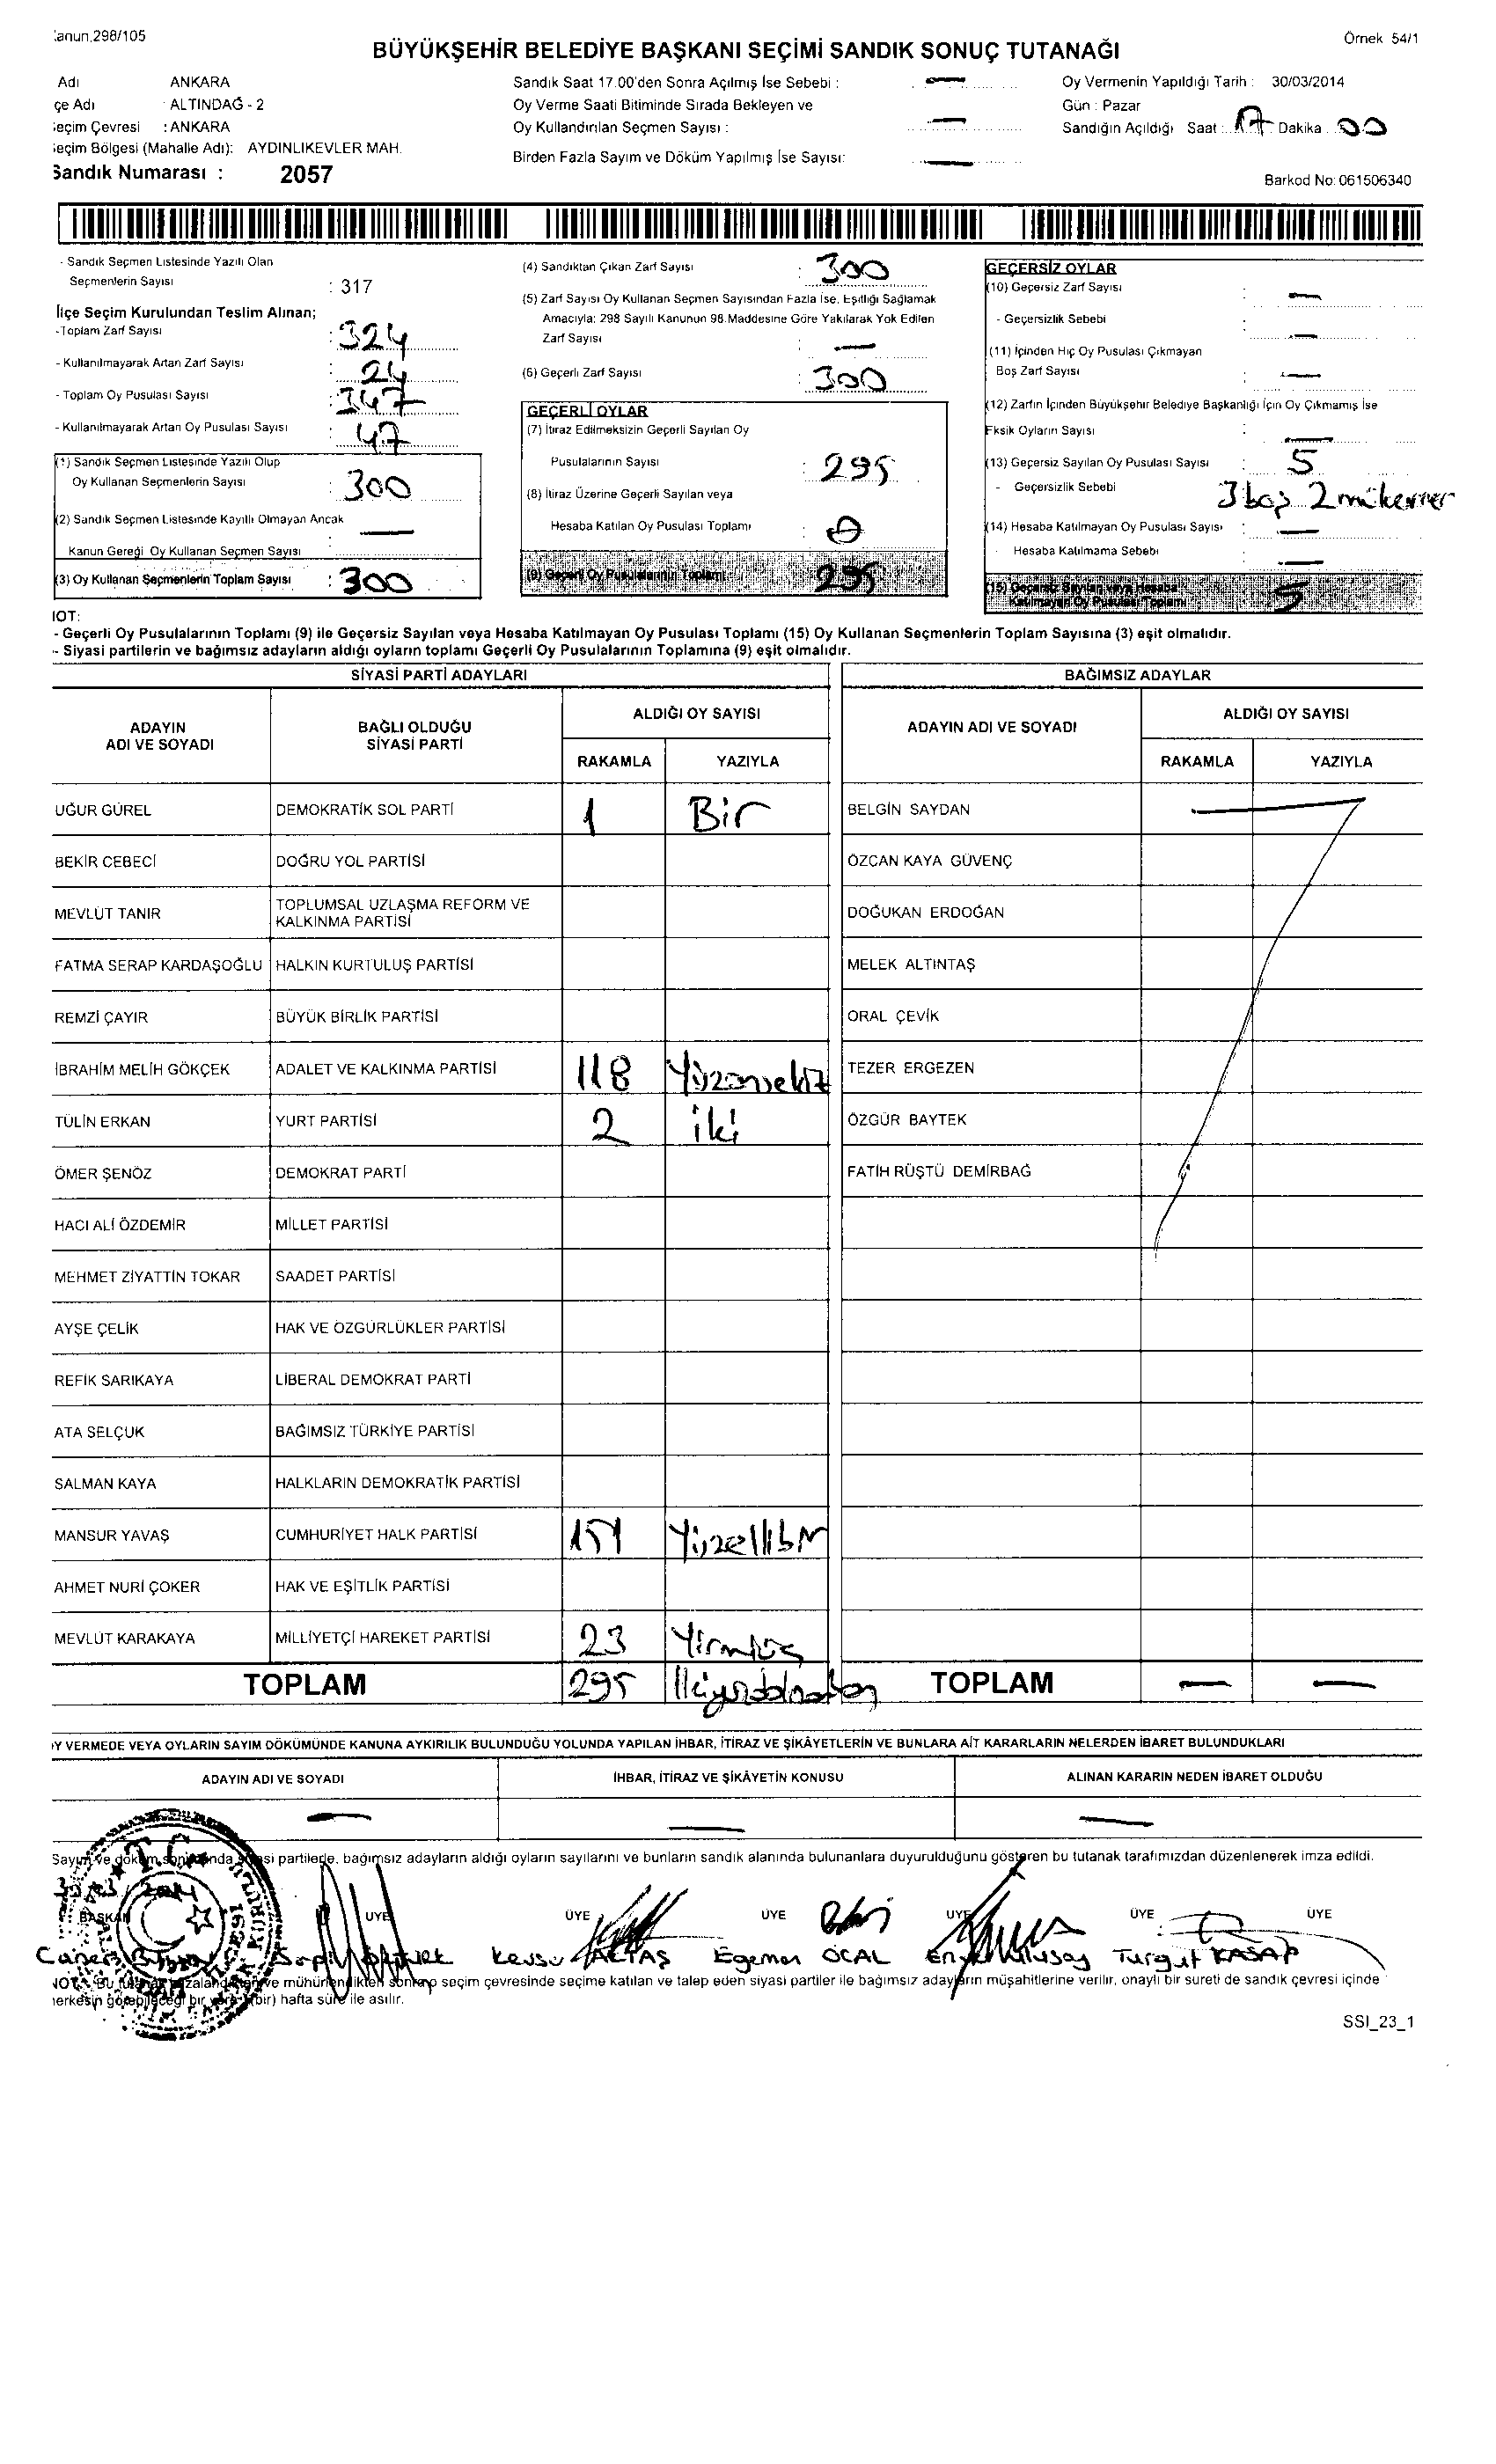 Kanun,298/105
Örnek 54/1
BÜYÜKŞEHİR BELEDİYE BAŞKANI SEÇİMİ SANDIK SONUÇ TUTANAĞI
Adı ANKARA
çe Adı : ALTINDAĞ - 2
eçim Çevresi : ANKARA
eçim Bölgesi (Mahalle Adı): AYDINLIKEVLER MAH.
Sandık Numarası : 2057
Sandık Saat 17.00'den Sonra Açılmış İse Sebebi : —
Oy Verme Saati Bitiminde Sırada Bekleyen ve
Oy Kullandırılan Seçmen Sayısı : —
Birden Fazla Sayım ve Döküm Yapılmış İse Sayısı: —
Oy Vermenin Yapıldığı Tarih : 30/03/2014
Gün : Pazar
Sandığın Açıldığı Saat : 17 Dakika 00
Barkod No: 061506340
- Sandık Seçmen Listesinde Yazılı Olan
Seçmenlerin Sayısı : 317
İlçe Seçim Kurulundan Teslim Alınan;
-Toplam Zarf Sayısı : 324
- Kullanılmayarak Artan Zarf Sayısı : 24
- Toplam Oy Pusulası Sayısı : 347
- Kullanılmayarak Artan Oy Pusulası Sayısı : 47
(1) Sandık Seçmen Listesinde Yazılı Olup
Oy Kullanan Seçmenlerin Sayısı : 300
(2) Sandık Seçmen Listesinde Kayıtlı Olmayan Ancak
Kanun Gereği Oy Kullanan Seçmen Sayısı : —
(3) Oy Kullanan Seçmenlerin Toplam Sayısı : 300
(4) Sandıktan Çıkan Zarf Sayısı : 300
(5) Zarf Sayısı Oy Kullanan Seçmen Sayısından Fazla İse, Eşitliği Sağlamak
Amacıyla; 298 Sayılı Kanunun 98.Maddesine Göre Yakılarak Yok Edilen
Zarf Sayısı : —
(6) Geçerli Zarf Sayısı : 300
GEÇERLİ OYLAR
(7) İtiraz Edilmeksizin Geçerli Sayılan Oy
Pusulalarının Sayısı : 295
(8) İtiraz Üzerine Geçerli Sayılan veya
Hesaba Katılan Oy Pusulası Toplamı : 0
(9) Geçerli Oy Pusulalarının Toplamı : 295
GEÇERSİZ OYLAR
(10) Geçersiz Zarf Sayısı : —
- Geçersizlik Sebebi : —
(11) İçinden Hiç Oy Pusulası Çıkmayan
Boş Zarf Sayısı : —
(12) Zarfın İçinden Büyükşehir Belediye Başkanlığı İçin Oy Çıkmamış İse
Eksik Oyların Sayısı : —
(13) Geçersiz Sayılan Oy Pusulası Sayısı : 5
- Geçersizlik Sebebi 3 boş 2 mükerrer
(14) Hesaba Katılmayan Oy Pusulası Sayısı : —
Hesaba Katılmama Sebebi : —
(15) Geçersiz Sayılan veya Hesaba
Katılmayan Oy Pusulası Toplamı 5
NOT:
- Geçerli Oy Pusulalarının Toplamı (9) ile Geçersiz Sayılan veya Hesaba Katılmayan Oy Pusulası Toplamı (15) Oy Kullanan Seçmenlerin Toplam Sayısına (3) eşit olmalıdır.
- Siyasi partilerin ve bağımsız adayların aldığı oyların toplamı Geçerli Oy Pusulalarının Toplamına (9) eşit olmalıdır.
SİYASİ PARTİ ADAYLARI BAĞIMSIZ ADAYLAR
ADAYIN ADI VE SOYADI BAĞLI OLDUĞU SİYASİ PARTİ ALDIĞI OY SAYISI ADAYIN ADI VE SOYADI ALDIĞI OY SAYISI
RAKAMLA YAZIYLA RAKAMLA YAZIYLA
UĞUR GÜREL DEMOKRATİK SOL PARTİ 1 Bir BELGİN SAYDAN
BEKİR CEBECİ DOĞRU YOL PARTİSİ ÖZCAN KAYA GÜVENÇ
MEVLÜT TANIR TOPLUMSAL UZLAŞMA REFORM VE KALKINMA PARTİSİ DOĞUKAN ERDOĞAN
FATMA SERAP KARDAŞOĞLU HALKIN KURTULUŞ PARTİSİ MELEK ALTINTAŞ
REMZİ ÇAYIR BÜYÜK BİRLİK PARTİSİ ORAL ÇEVİK
İBRAHİM MELİH GÖKÇEK ADALET VE KALKINMA PARTİSİ 118 Yüzonsekiz TEZER ERGEZEN
TÜLİN ERKAN YURT PARTİSİ 2 iki ÖZGÜR BAYTEK
ÖMER ŞENÖZ DEMOKRAT PARTİ FATİH RÜŞTÜ DEMİRBAĞ
HACI ALİ ÖZDEMİR MİLLET PARTİSİ
MEHMET ZİYATTİN TOKAR SAADET PARTİSİ
AYŞE ÇELİK HAK VE ÖZGÜRLÜKLER PARTİSİ
REFİK SARIKAYA LİBERAL DEMOKRAT PARTİ
ATA SELÇUK BAĞIMSIZ TÜRKİYE PARTİSİ
SALMAN KAYA HALKLARIN DEMOKRATİK PARTİSİ
MANSUR YAVAŞ CUMHURİYET HALK PARTİSİ 151 Yüzellibir
AHMET NURİ ÇOKER HAK VE EŞİTLİK PARTİSİ
MEVLÜT KARAKAYA MİLLİYETÇİ HAREKET PARTİSİ 23 Yirmiüç
TOPLAM 295 TOPLAM — —
Y VERMEDE VEYA OYLARIN SAYIM DÖKÜMÜNDE KANUNA AYKIRILIK BULUNDUĞU YOLUNDA YAPILAN İHBAR, İTİRAZ VE ŞİKÂYETLERİN VE BUNLARA AİT KARARLARIN NELERDEN İBARET BULUNDUKLARI
ADAYIN ADI VE SOYADI İHBAR, İTİRAZ VE ŞİKÂYETİN KONUSU ALINAN KARARIN NEDEN İBARET OLDUĞU
— — —
Sayım ve döküm sonucunda siyasi partilerle, bağımsız adayların aldığı oyların sayılarını ve bunların sandık alanında bulunanlara duyurulduğunu gösteren bu tutanak tarafımızdan düzenlenerek imza edildi.
30/03/2014
BAŞKAN ÜYE ÜYE ÜYE ÜYE ÜYE ÜYE
Caner Egemen ÖCAL Ulusoy Turgut KASAP
NOT: Bu tutanak imzalandıktan ve mühürlendikten sonra seçim çevresinde seçime katılan ve talep eden siyasi partiler ile bağımsız adayların müşahitlerine verilir, onaylı bir sureti de sandık çevresi içinde
herkesin görebileceği bir yere (bir) hafta süre ile asılır.
SSI_23_1